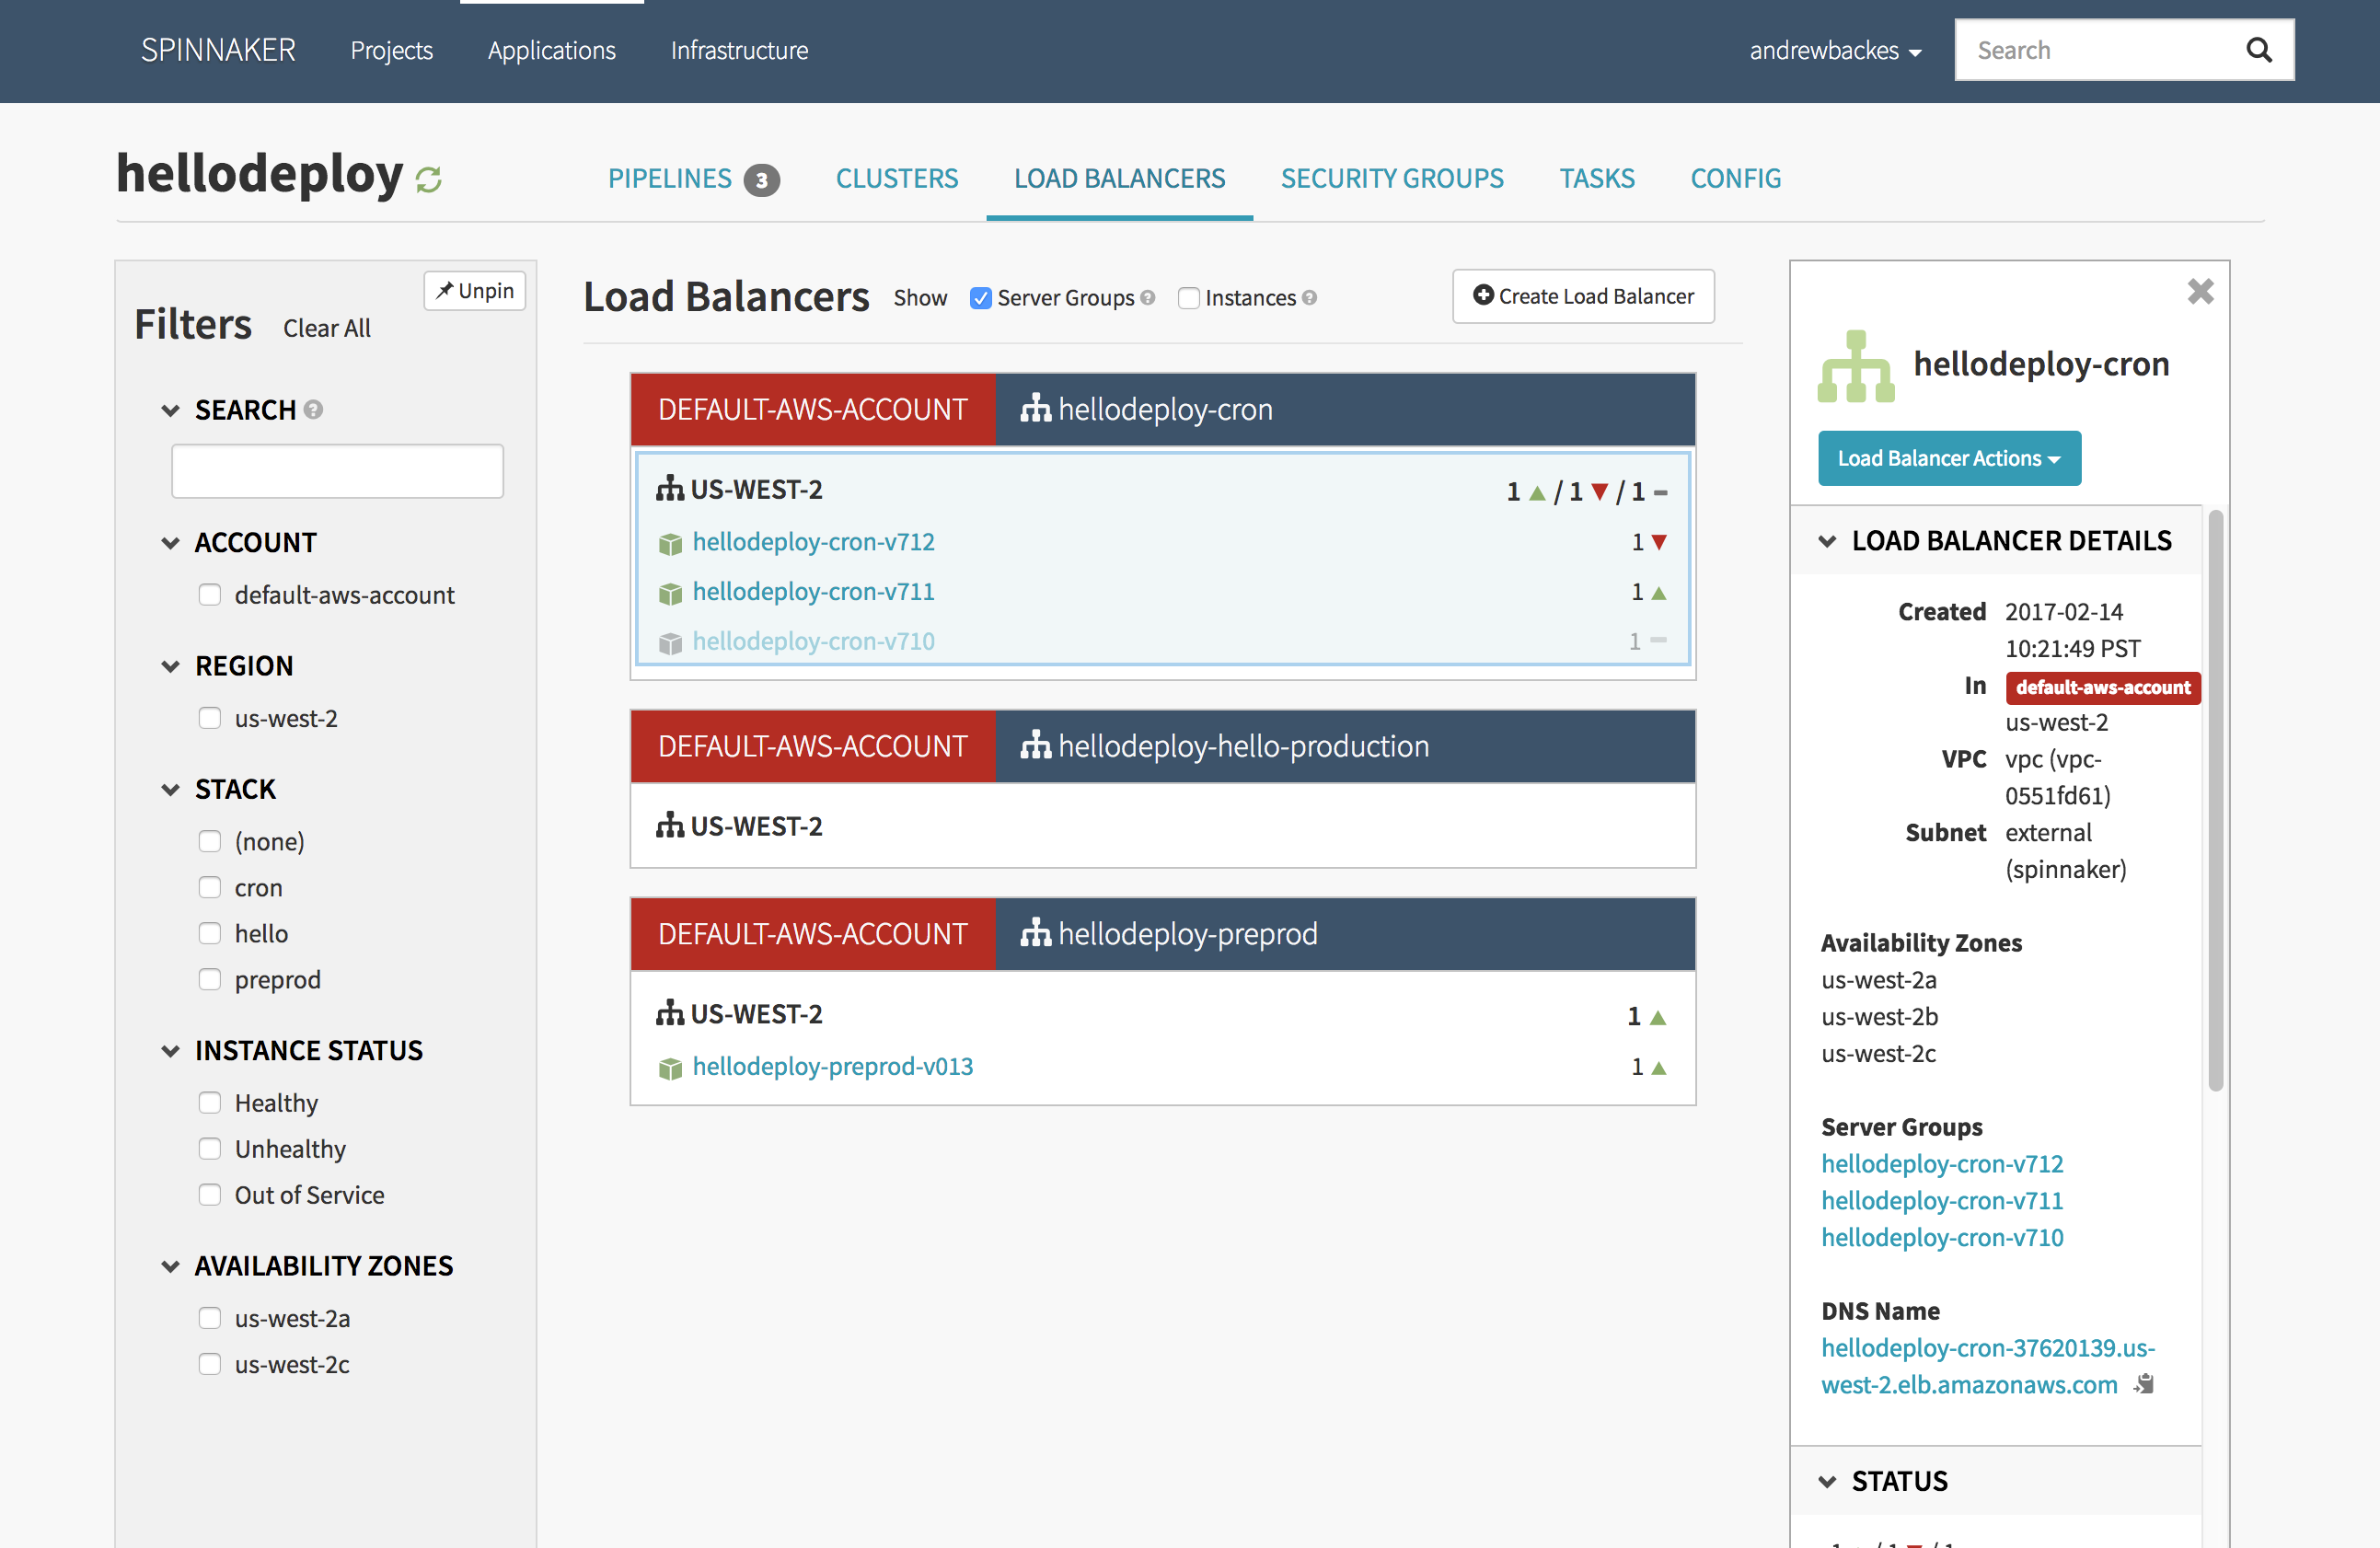 SPINNAKER Projects Applications Infrastructure andrewbackes Search
hellodeploy PIPELINES 3 CLUSTERS LOAD BALANCERS SECURITY GROUPS TASKS CONFIG
Unpin
Filters Clear All
SEARCH
ACCOUNT
default-aws-account
REGION
us-west-2
STACK
(none)
cron
hello
preprod
INSTANCE STATUS
Healthy
Unhealthy
Out of Service
AVAILABILITY ZONES
us-west-2a
us-west-2c
Load Balancers Show Server Groups Instances Create Load Balancer
DEFAULT-AWS-ACCOUNT hellodeploy-cron
US-WEST-2 1 / 1 / 1
hellodeploy-cron-v712 1
hellodeploy-cron-v711 1
hellodeploy-cron-v710 1
DEFAULT-AWS-ACCOUNT hellodeploy-hello-production
US-WEST-2
DEFAULT-AWS-ACCOUNT hellodeploy-preprod
US-WEST-2 1
hellodeploy-preprod-v013 1
hellodeploy-cron
Load Balancer Actions
LOAD BALANCER DETAILS
Created 2017-02-14
10:21:49 PST
In default-aws-account
us-west-2
VPC vpc (vpc-
0551fd61)
Subnet external
(spinnaker)
Availability Zones
us-west-2a
us-west-2b
us-west-2c
Server Groups
hellodeploy-cron-v712
hellodeploy-cron-v711
hellodeploy-cron-v710
DNS Name
hellodeploy-cron-37620139.us-
west-2.elb.amazonaws.com
STATUS